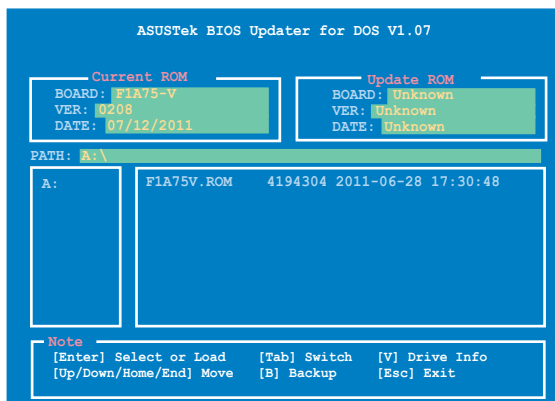 ASUSTek BIOS Updater for DOS V1.07
Current ROM
BOARD: F1A75-V
VER: 0208
DATE: 07/12/2011
Update ROM
BOARD: Unknown
VER: Unknown
DATE: Unknown
PATH: A:\
A:
F1A75V.ROM 4194304 2011-06-28 17:30:48
Note
[Enter] Select or Load [Tab] Switch [V] Drive Info
[Up/Down/Home/End] Move [B] Backup [Esc] Exit